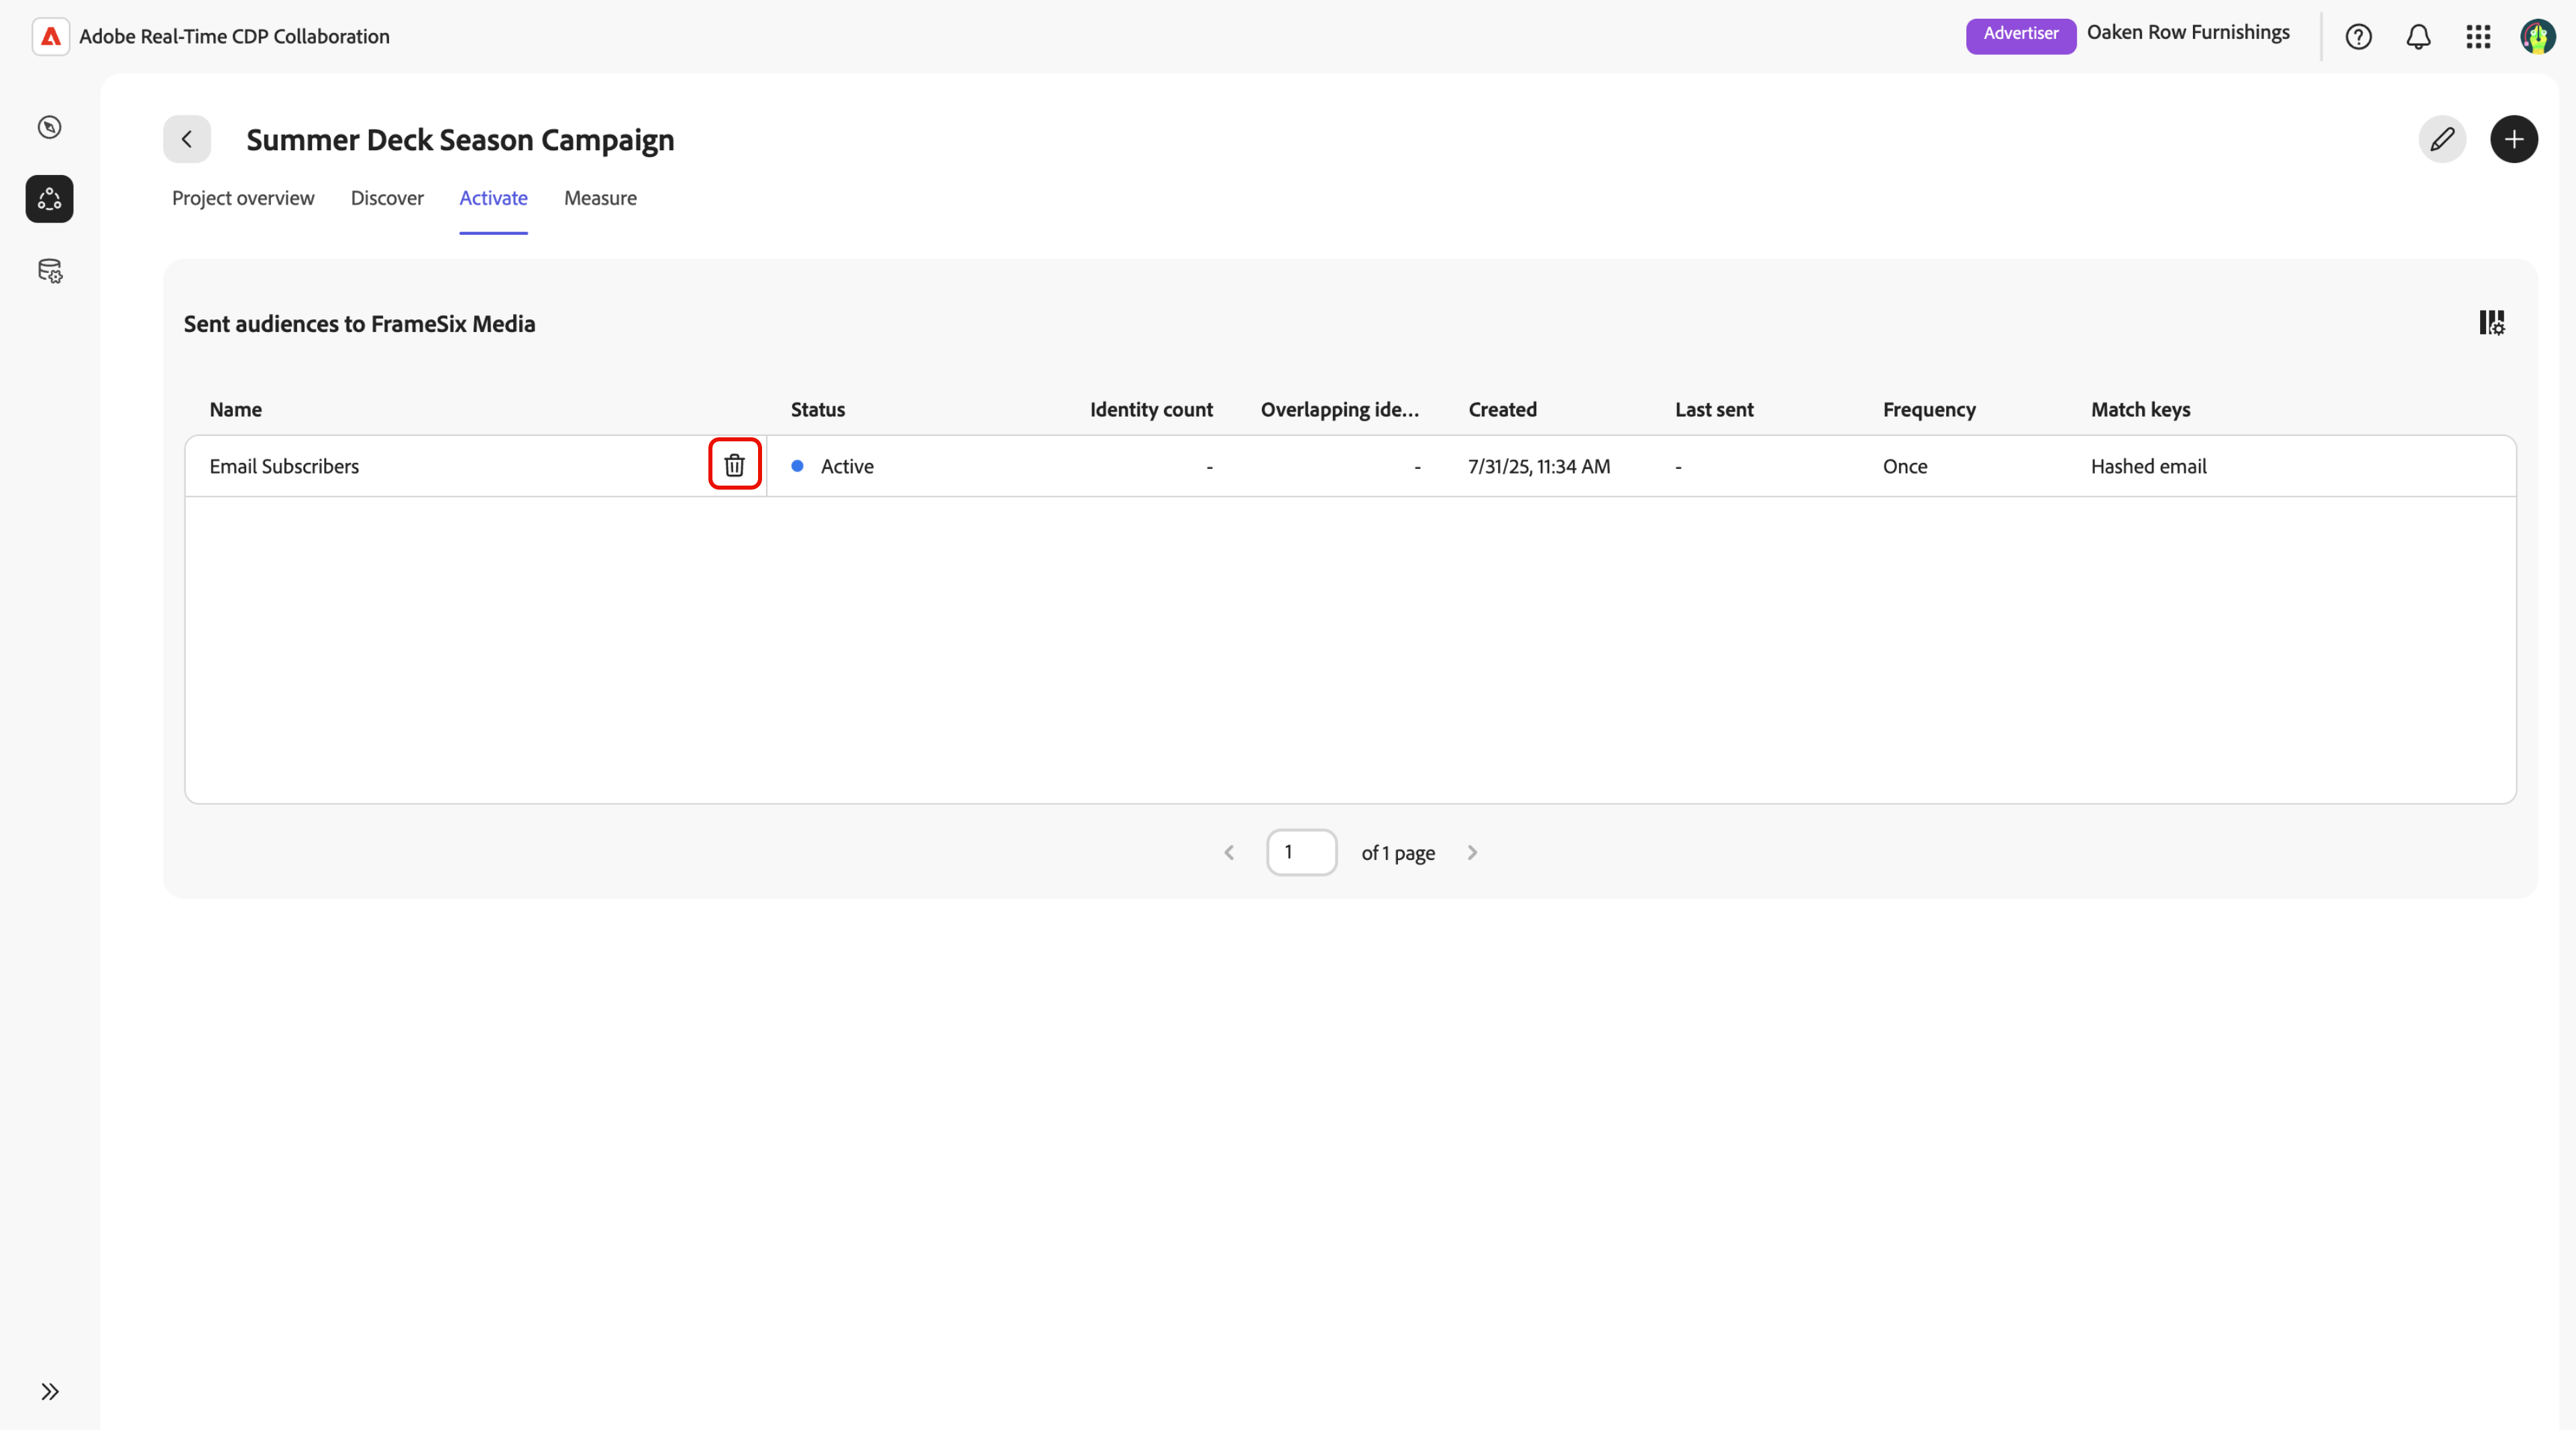 Adobe Real-Time CDP Collaboration
Advertiser
Oaken Row Furnishings
Summer Deck Season Campaign
Project overview
Discover
Activate
Measure
Sent audiences to FrameSix Media
Name
Status
Identity count
Overlapping ide...
Created
Last sent
Frequency
Match keys
Email Subscribers
Active
-
-
7/31/25, 11:34 AM
-
Once
Hashed email
1
of 1 page